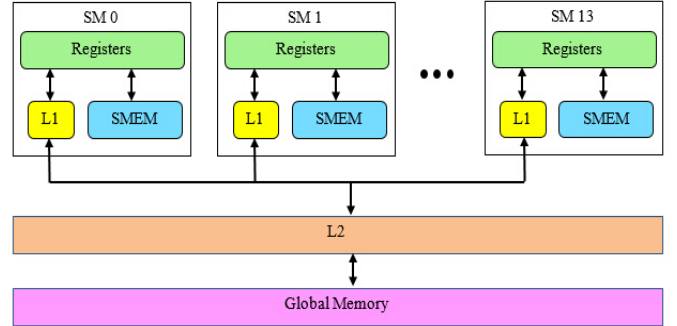 SM 0
SM 1
SM 13
Registers
Registers
Registers
L1
SMEM
L1
SMEM
L1
SMEM
L2
Global Memory